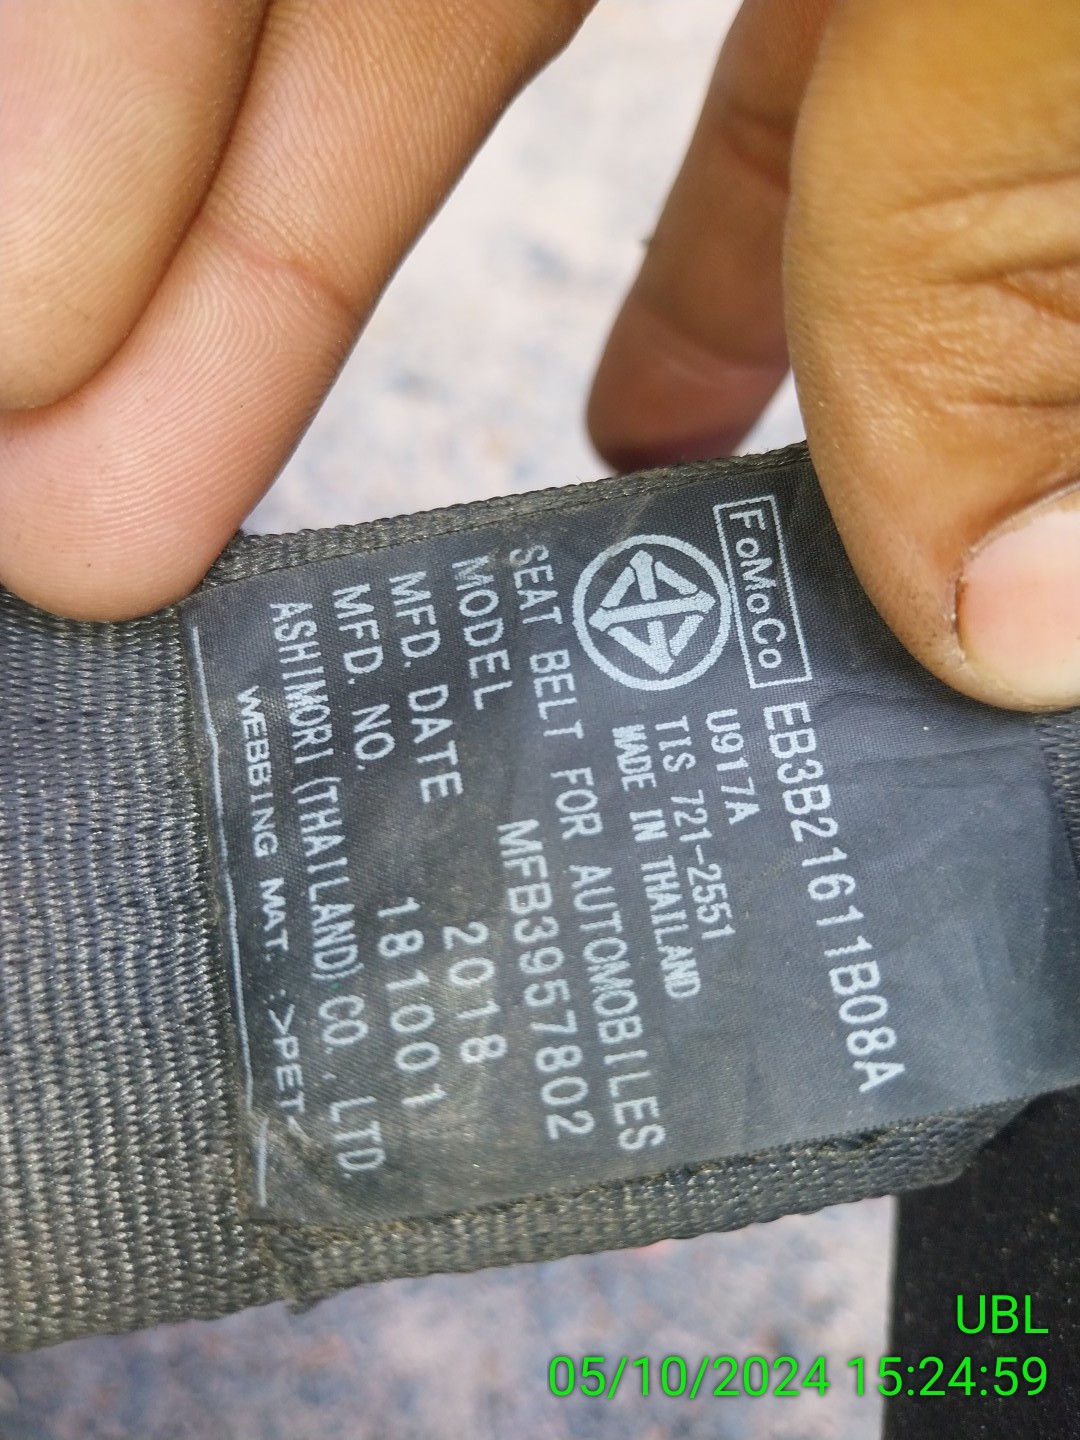 FoMoCo EB3B21611B08A
U917A
TIS 721-2551
MADE IN THAILAND
SEAT BELT FOR AUTOMOBILES
MODEL MFB3957802
MFD. DATE 2018
MFD. NO. 181001
ASHIMORI (THAILAND) CO., LTD
WEBBING MAT. :>PET<
UBL
05/10/2024 15:24:59